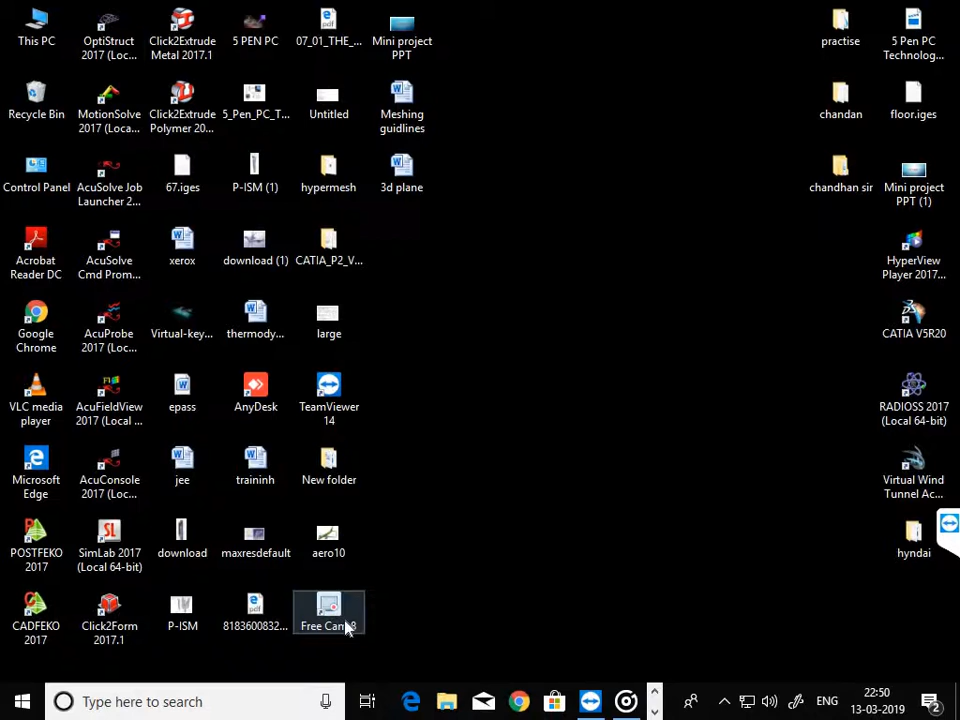 This PC
OptiStruct
2017 (Loc...
Click2Extrude
Metal 2017.1
5 PEN PC
07_01_THE_...
Mini project
PPT
practise
5 Pen PC
Technolog...
Recycle Bin
MotionSolve
2017 (Loca...
Click2Extrude
Polymer 20...
5_Pen_PC_T...
Untitled
Meshing
guidlines
chandan
floor.iges
Control Panel
AcuSolve Job
Launcher 2...
67.iges
P-ISM (1)
hypermesh
3d plane
chandhan sir
Mini project
PPT (1)
Acrobat
Reader DC
AcuSolve
Cmd Prom...
xerox
download (1)
CATIA_P2_V...
HyperView
Player 2017...
Google
Chrome
AcuProbe
2017 (Loc...
Virtual-key...
thermody...
large
CATIA V5R20
VLC media
player
AcuFieldView
2017 (Local ...
epass
AnyDesk
TeamViewer
14
RADIOSS 2017
(Local 64-bit)
Microsoft
Edge
AcuConsole
2017 (Loc...
jee
traininh
New folder
Virtual Wind
Tunnel Ac...
POSTFEKO
2017
SimLab 2017
(Local 64-bit)
download
maxresdefault
aero10
hyndai
CADFEKO
2017
Click2Form
2017.1
P-ISM
8183600832...
Free Cam 8
Type here to search
ENG
22:50
13-03-2019
2